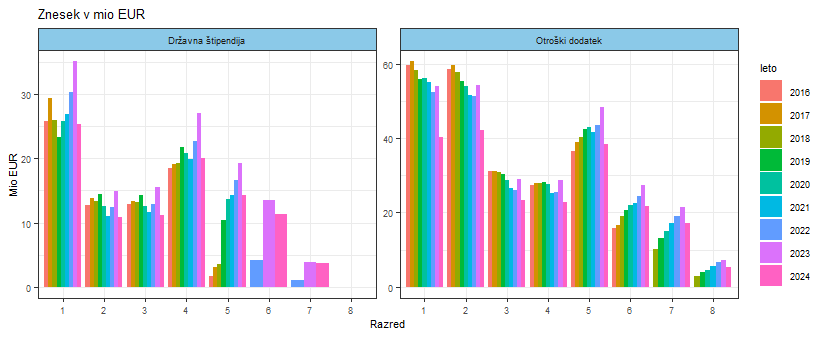 Znesek v mio EUR
Državna štipendija
Otroški dodatek
Mio EUR
30
20
10
0
60
40
20
0
1 2 3 4 5 6 7 8
1 2 3 4 5 6 7 8
Razred
leto
2016
2017
2018
2019
2020
2021
2022
2023
2024